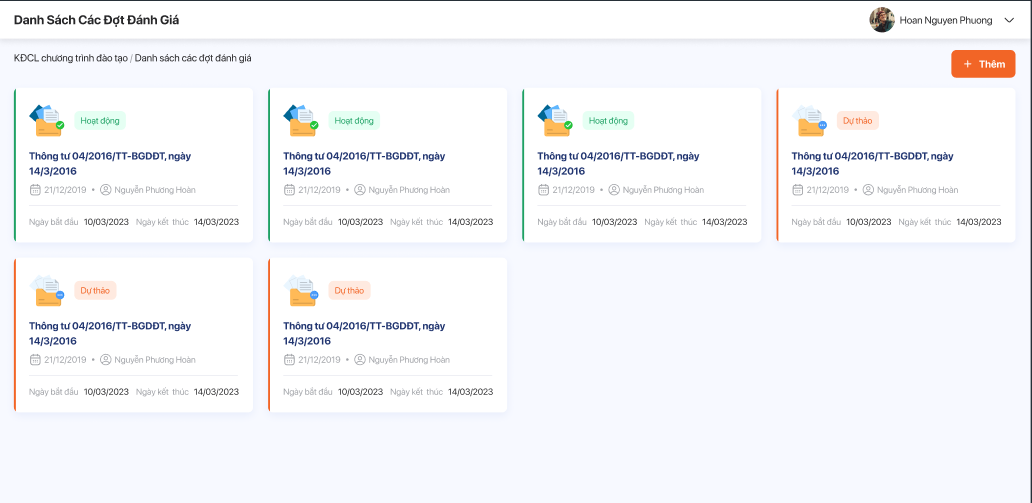 Danh Sách Các Đợt Đánh Giá
Hoan Nguyen Phuong
KĐCL chương trình đào tạo / Danh sách các đợt đánh giá
+ Thêm
Hoạt động
Thông tư 04/2016/TT-BGDĐT, ngày
14/3/2016
21/12/2019 • Nguyễn Phương Hoàn
Ngày bắt đầu 10/03/2023 Ngày kết thúc 14/03/2023
Hoạt động
Thông tư 04/2016/TT-BGDĐT, ngày
14/3/2016
21/12/2019 • Nguyễn Phương Hoàn
Ngày bắt đầu 10/03/2023 Ngày kết thúc 14/03/2023
Hoạt động
Thông tư 04/2016/TT-BGDĐT, ngày
14/3/2016
21/12/2019 • Nguyễn Phương Hoàn
Ngày bắt đầu 10/03/2023 Ngày kết thúc 14/03/2023
Dự thảo
Thông tư 04/2016/TT-BGDĐT, ngày
14/3/2016
21/12/2019 • Nguyễn Phương Hoàn
Ngày bắt đầu 10/03/2023 Ngày kết thúc 14/03/2023
Dự thảo
Thông tư 04/2016/TT-BGDĐT, ngày
14/3/2016
21/12/2019 • Nguyễn Phương Hoàn
Ngày bắt đầu 10/03/2023 Ngày kết thúc 14/03/2023
Dự thảo
Thông tư 04/2016/TT-BGDĐT, ngày
14/3/2016
21/12/2019 • Nguyễn Phương Hoàn
Ngày bắt đầu 10/03/2023 Ngày kết thúc 14/03/2023